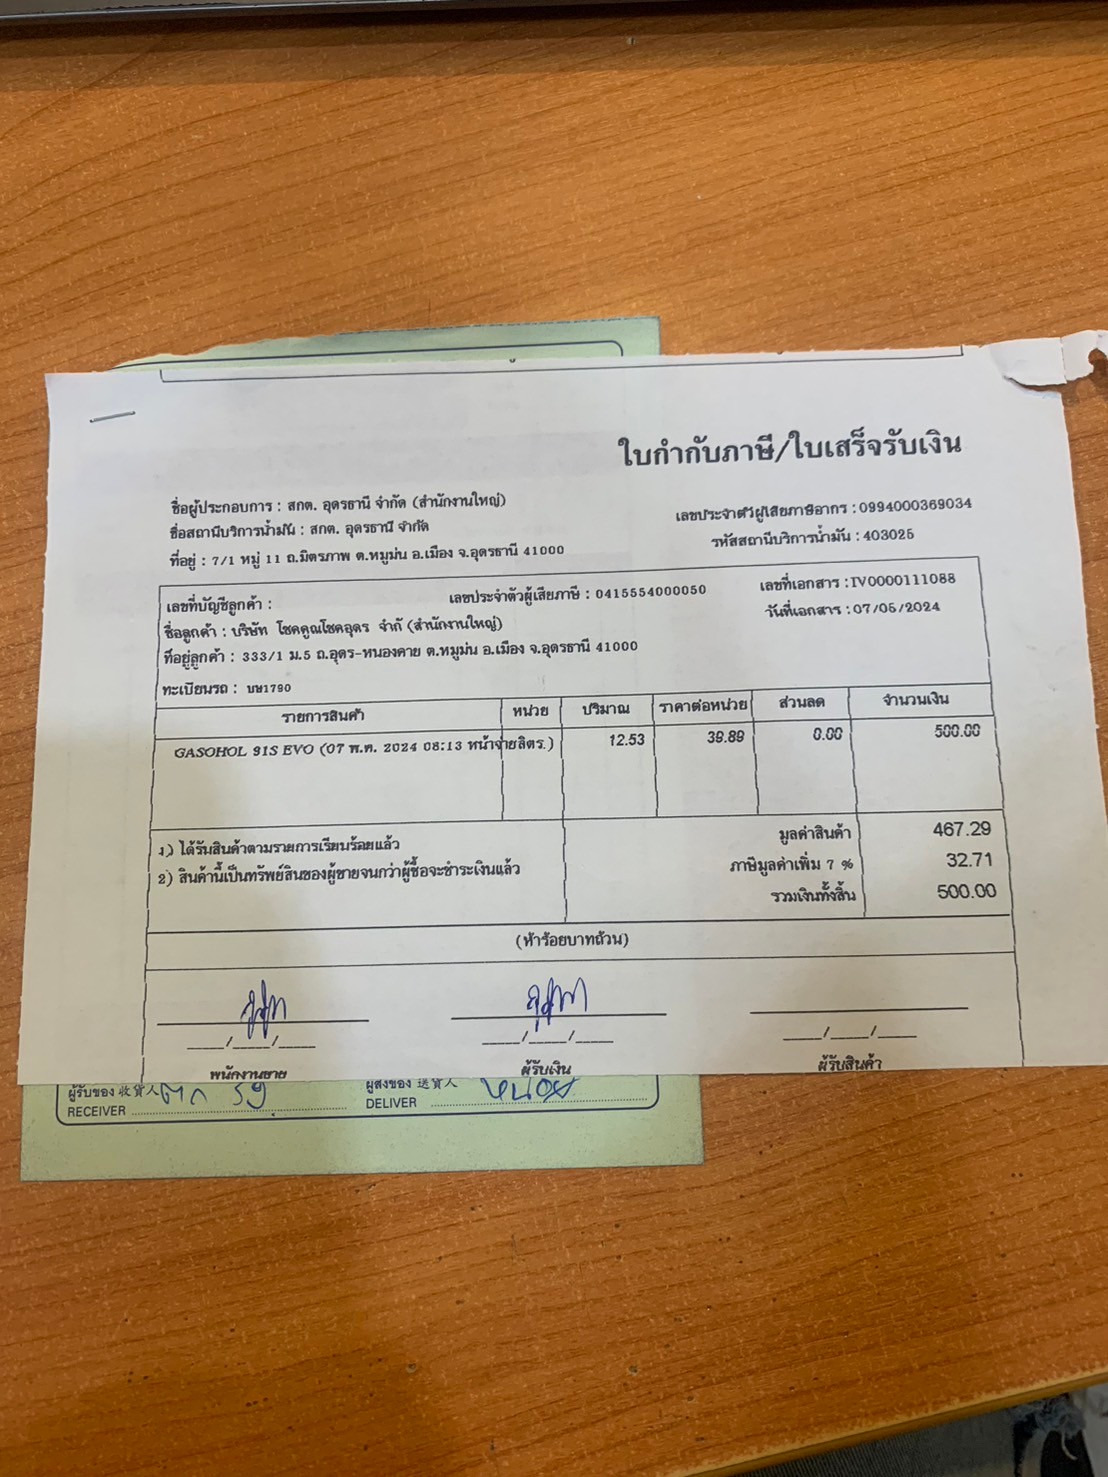 ใบกำกับภาษี/ใบเสร็จรับเงิน
ชื่อผู้ประกอบการ : สกต. อุดรธานี จำกัด (สำนักงานใหญ่)
เลขประจำตัวผู้เสียภาษีอากร : 0994000369034
ชื่อสถานีบริการน้ำมัน : สกต. อุดรธานี จำกัด
รหัสสถานีบริการน้ำมัน : 403025
ที่อยู่ : 7/1 หมู่ 11 ถ.มิตรภาพ ต.หมูม่น อ.เมือง จ.อุดรธานี 41000
เลขที่บัญชีลูกค้า : เลขประจำตัวผู้เสียภาษี : 0415554000050 เลขที่เอกสาร : IV0000111088
ชื่อลูกค้า : บริษัท โชคคูณโชคอุดร จำกั (สำนักงานใหญ่) วันที่เอกสาร : 07/05/2024
ที่อยู่ลูกค้า : 333/1 ม.5 ถ.อุดร-หนองคาย ต.หมูม่น อ.เมือง จ.อุดรธานี 41000
ทะเบียนรถ : บษ1790
รายการสินค้า หน่วย ปริมาณ ราคาต่อหน่วย ส่วนลด จำนวนเงิน
GASOHOL 91S EVO (07 พ.ค. 2024 08:13 หน้าจ่ายลิตร.) 12.53 39.89 0.00 500.00
1) ได้รับสินค้าตามรายการเรียบร้อยแล้ว มูลค่าสินค้า 467.29
2) สินค้านี้เป็นทรัพย์สินของผู้ขายจนกว่าผู้ซื้อจะชำระเงินแล้ว ภาษีมูลค่าเพิ่ม 7 % 32.71
รวมเงินทั้งสิ้น 500.00
(ห้าร้อยบาทถ้วน)
____/____/____ ____/____/____ ____/____/____
พนักงานขาย ผู้รับเงิน ผู้รับสินค้า
ผู้รับของ 收貨人 ผู้ส่งของ 送貨人
RECEIVER DELIVER